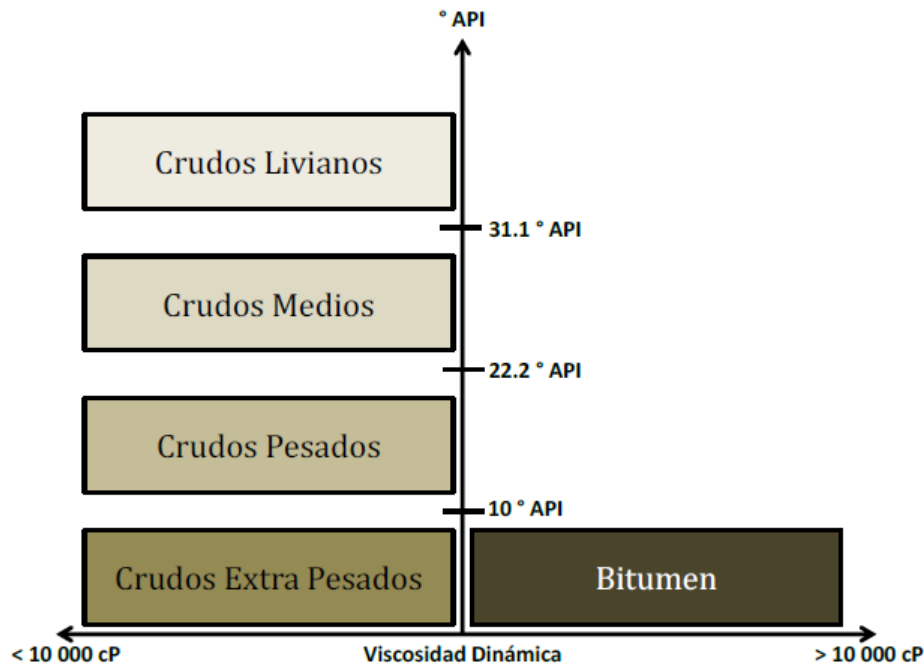 ° API
Crudos Livianos
31.1 ° API
Crudos Medios
22.2 ° API
Crudos Pesados
10 ° API
Crudos Extra Pesados
Bitumen
< 10 000 cP
Viscosidad Dinámica
> 10 000 cP